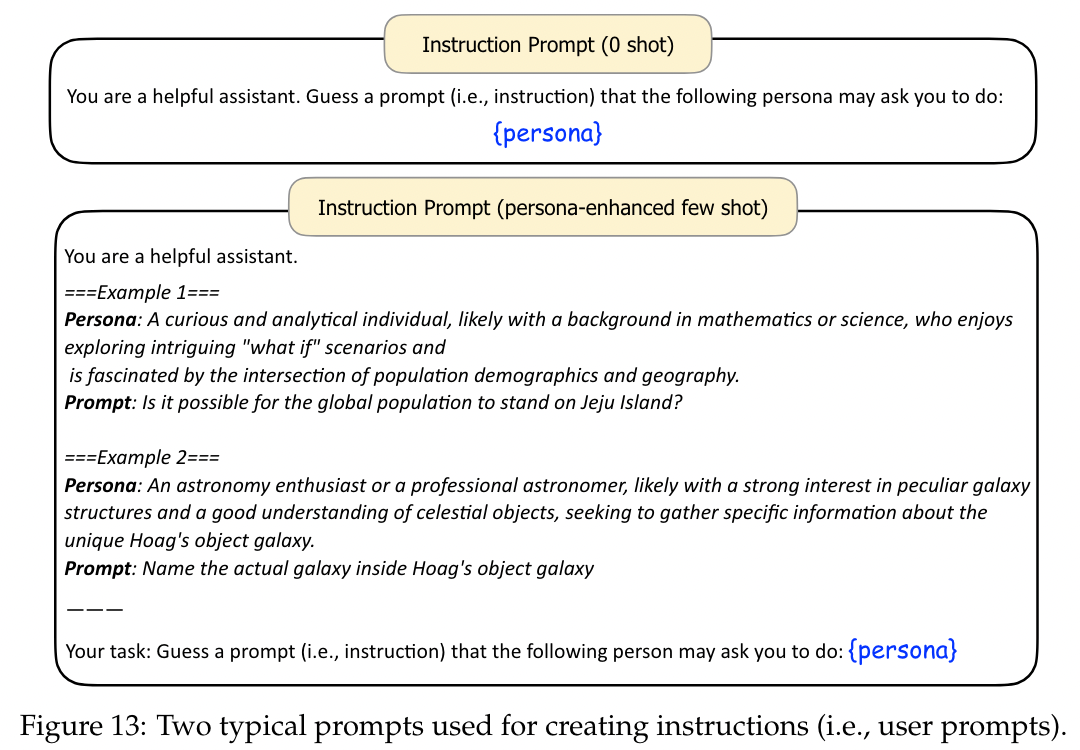 Instruction Prompt (0 shot)
You are a helpful assistant. Guess a prompt (i.e., instruction) that the following persona may ask you to do:
{persona}
Instruction Prompt (persona-enhanced few shot)
You are a helpful assistant.
===Example 1===
Persona: A curious and analytical individual, likely with a background in mathematics or science, who enjoys
exploring intriguing "what if" scenarios and
is fascinated by the intersection of population demographics and geography.
Prompt: Is it possible for the global population to stand on Jeju Island?
===Example 2===
Persona: An astronomy enthusiast or a professional astronomer, likely with a strong interest in peculiar galaxy
structures and a good understanding of celestial objects, seeking to gather specific information about the
unique Hoag's object galaxy.
Prompt: Name the actual galaxy inside Hoag's object galaxy
———
Your task: Guess a prompt (i.e., instruction) that the following person may ask you to do: {persona}
Figure 13: Two typical prompts used for creating instructions (i.e., user prompts).